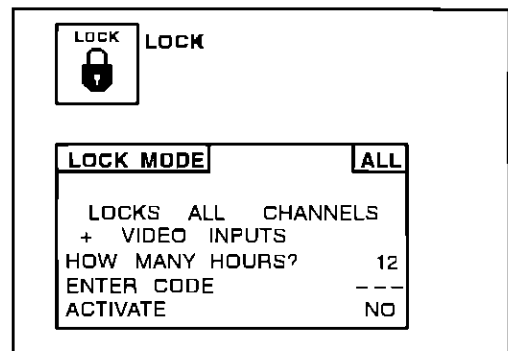 LOCK LOCK
LOCK MODE ALL
LOCKS ALL CHANNELS
+ VIDEO INPUTS
HOW MANY HOURS? 12
ENTER CODE - - -
ACTIVATE NO